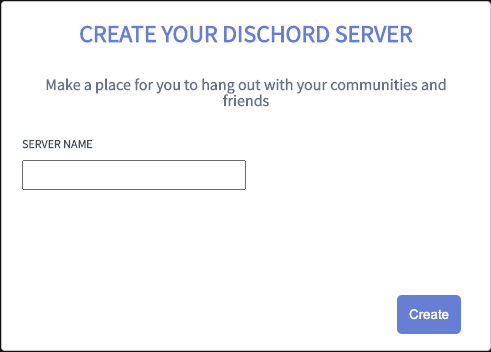 CREATE YOUR DISCHORD SERVER
Make a place for you to hang out with your communities and
friends
SERVER NAME
Create